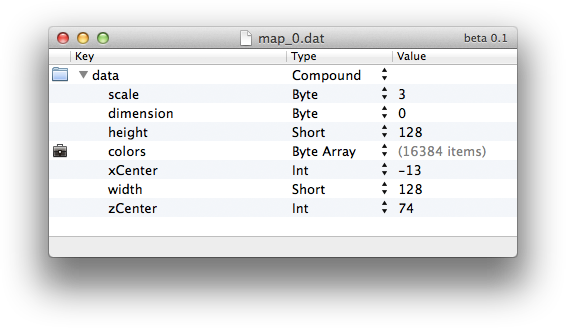 map_0.dat beta 0.1
Key Type Value
data Compound
scale Byte 3
dimension Byte 0
height Short 128
colors Byte Array (16384 items)
xCenter Int -13
width Short 128
zCenter Int 74